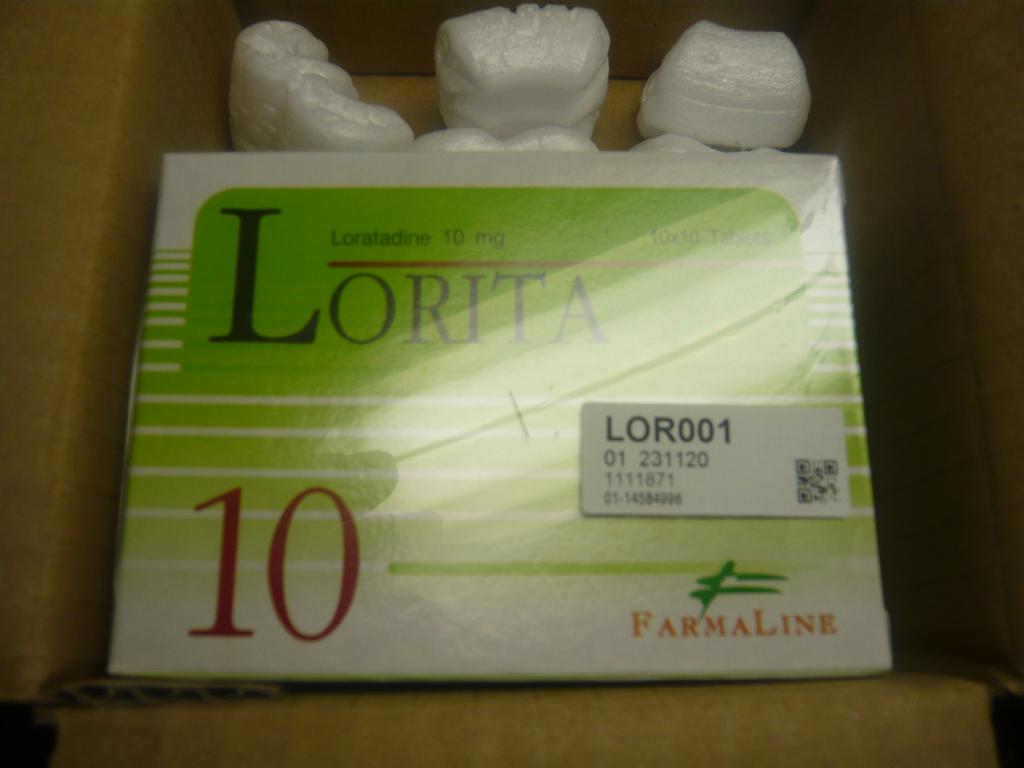 Loratadine 10 mg 10x10 Tablets
LORITA
LOR001
01 231120
1111871
01-14584996
10
FARMALINE